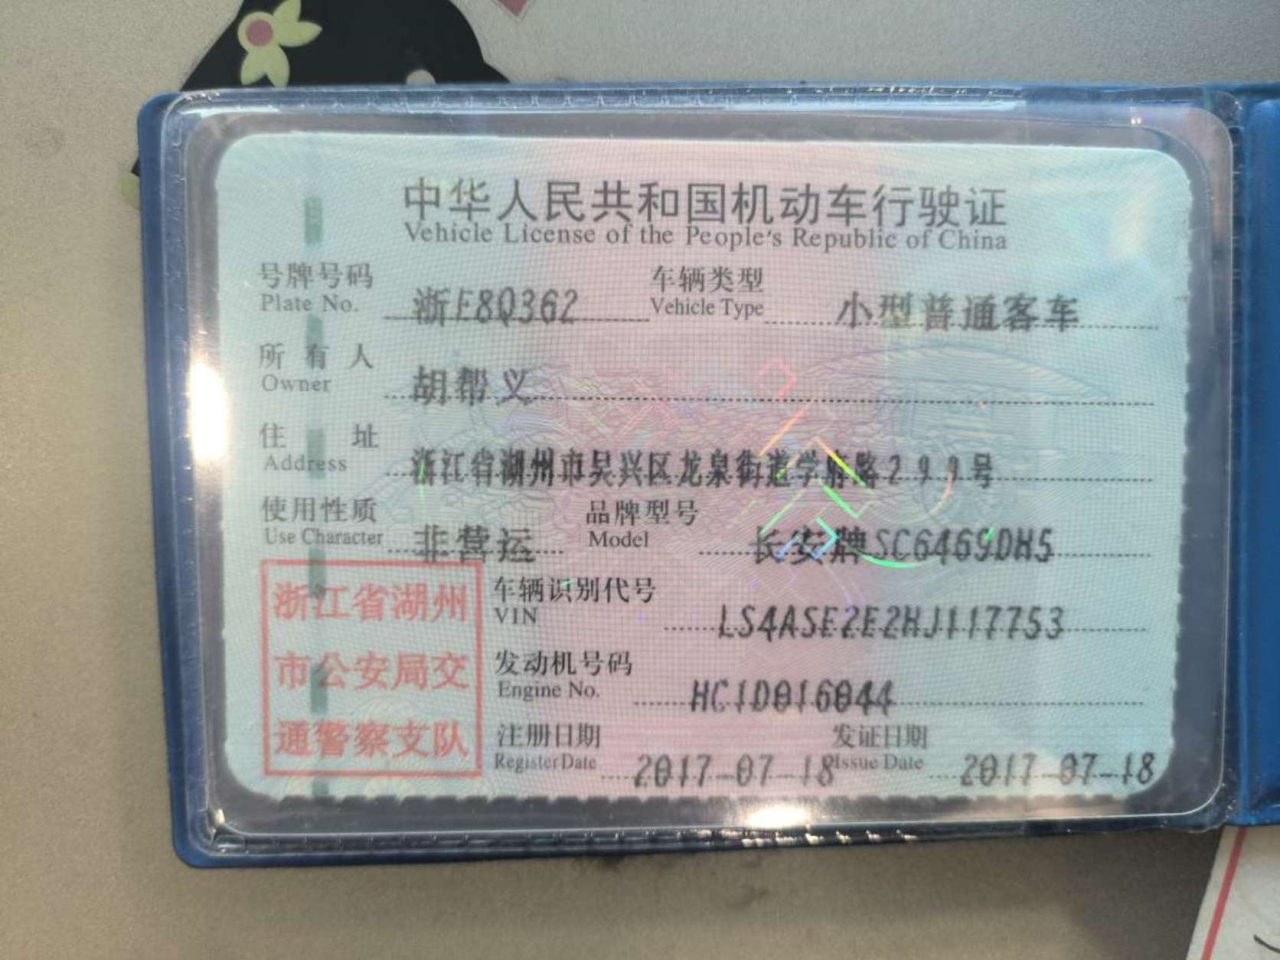 中华人民共和国机动车行驶证
Vehicle License of the People's Republic of China
号牌号码 浙E8Q362 车辆类型 小型普通客车
Plate No. Vehicle Type
所有人 胡帮义
Owner
住址 浙江省湖州市吴兴区龙泉街道学府路299号
Address
使用性质 非营运 品牌型号 长安牌SC6469DH5
Use Character Model
浙江省湖州
市公安局交
通警察支队
车辆识别代号 LS4ASE2E2HJ117753
VIN
发动机号码 HC1D016044
Engine No.
注册日期 2017-07-18 发证日期 2017-07-18
Register Date Issue Date